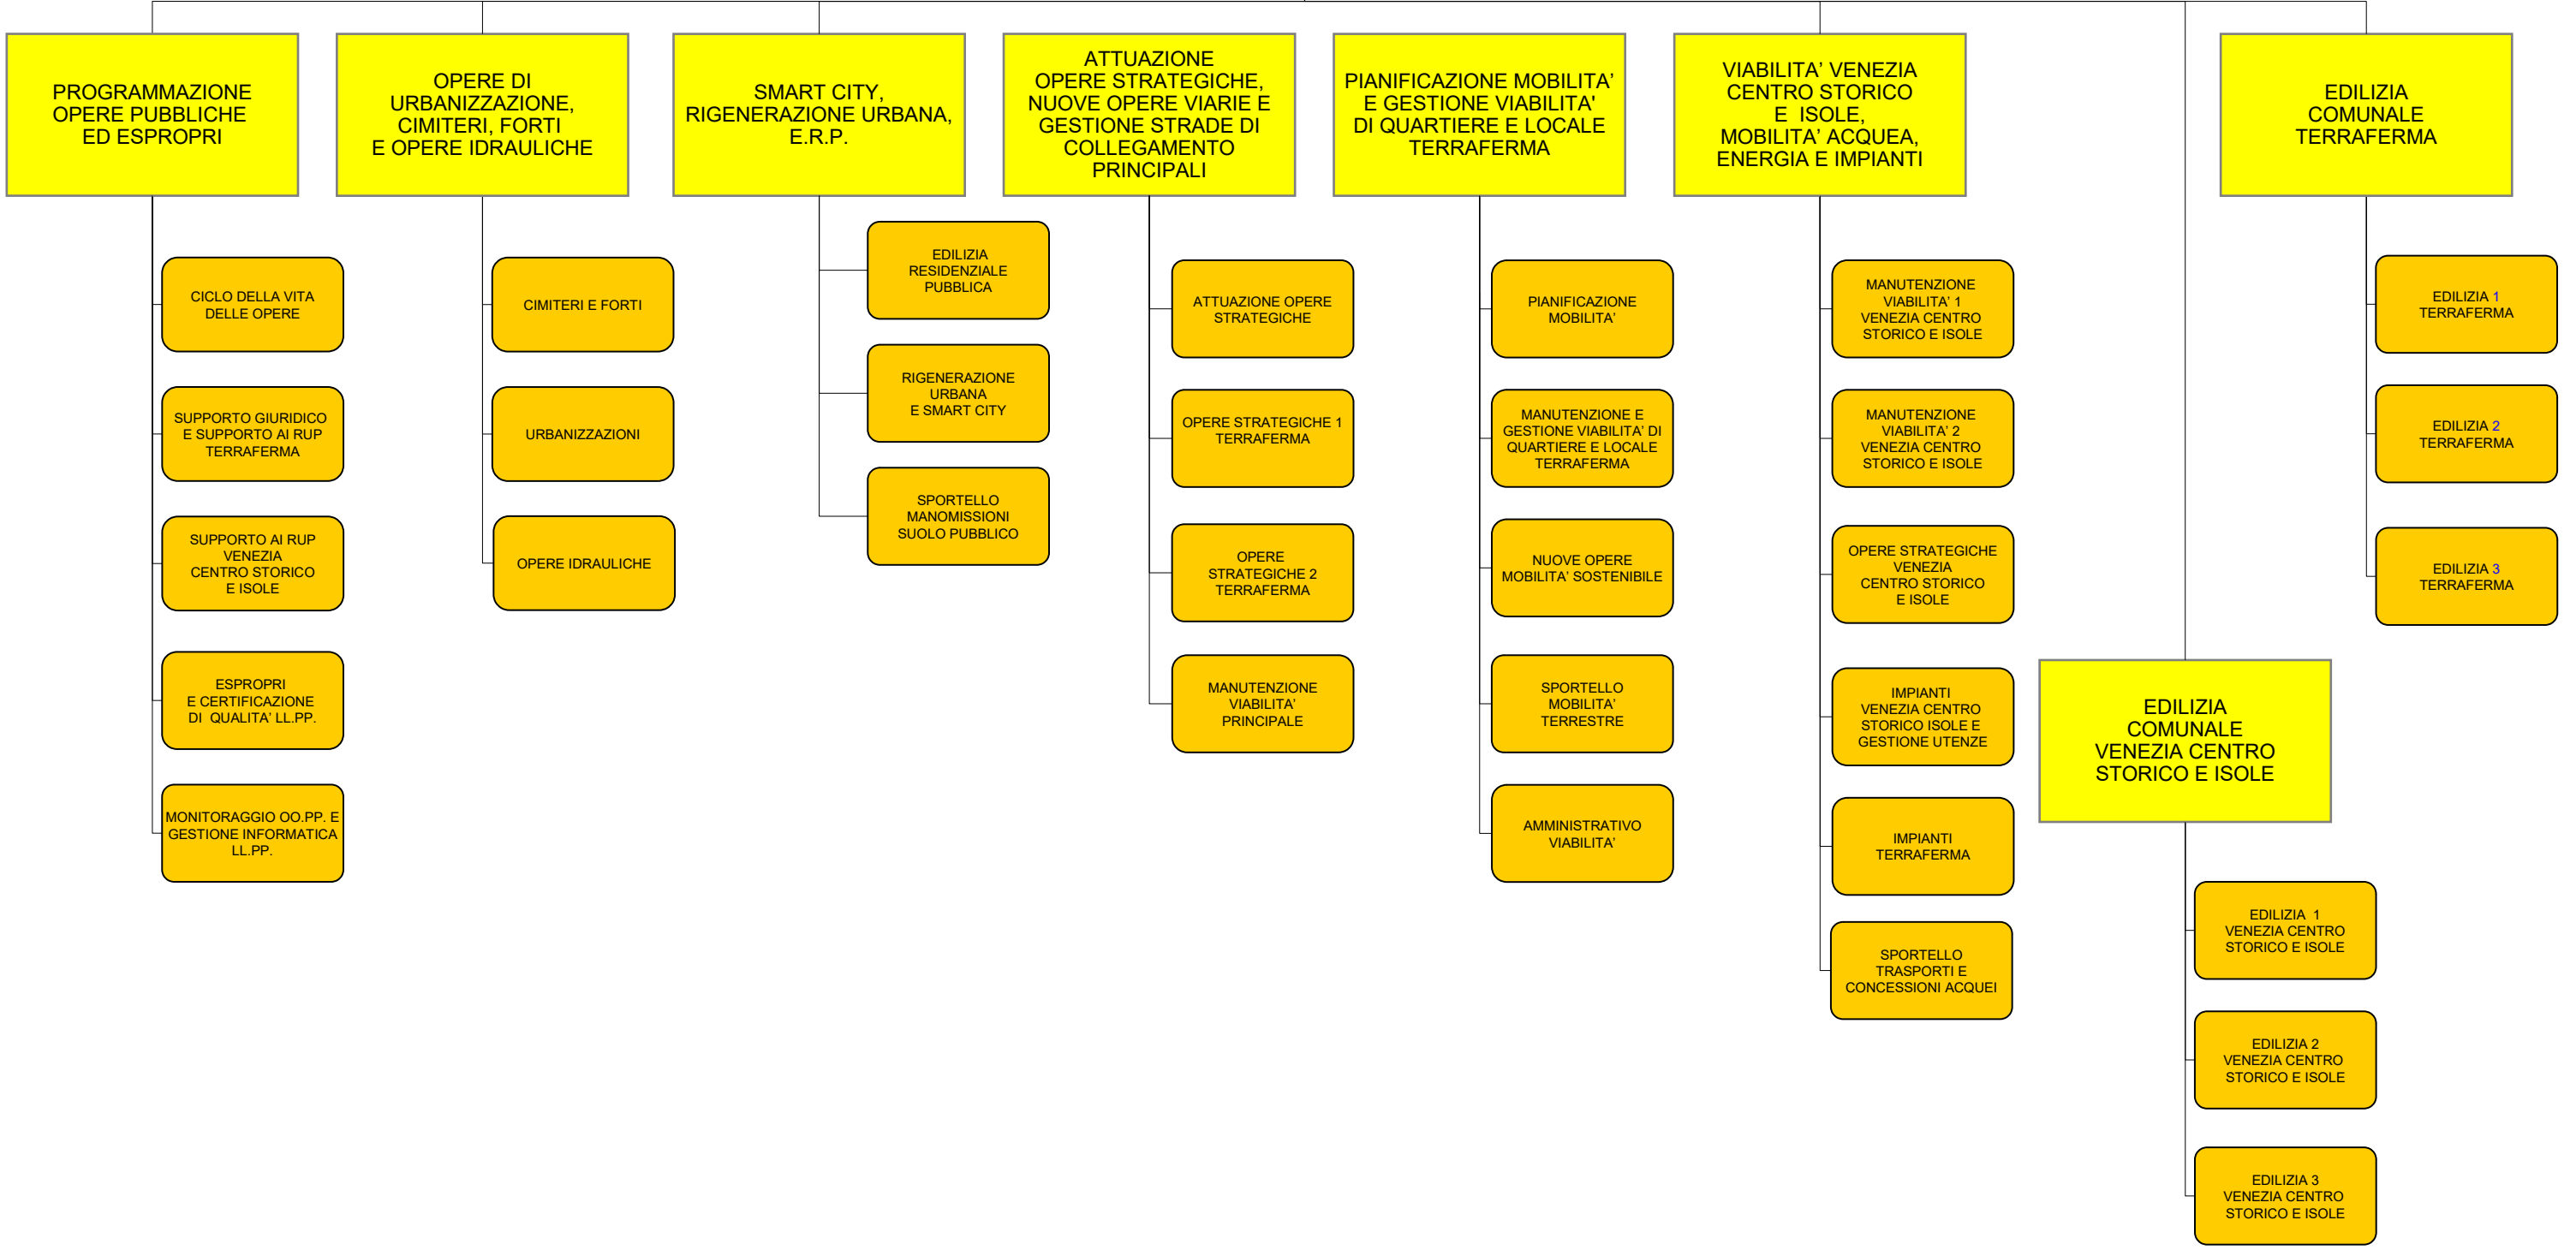 PROGRAMMAZIONE
OPERE PUBBLICHE
ED ESPROPRI
CICLO DELLA VITA
DELLE OPERE
SUPPORTO GIURIDICO
E SUPPORTO AI RUP
TERRAFERMA
SUPPORTO AI RUP
VENEZIA
CENTRO STORICO
E ISOLE
ESPROPRI
E CERTIFICAZIONE
DI QUALITA’ LL.PP.
MONITORAGGIO OO.PP. E
GESTIONE INFORMATICA
LL.PP.
OPERE DI
URBANIZZAZIONE,
CIMITERI, FORTI
E OPERE IDRAULICHE
CIMITERI E FORTI
URBANIZZAZIONI
OPERE IDRAULICHE
SMART CITY,
RIGENERAZIONE URBANA,
E.R.P.
EDILIZIA
RESIDENZIALE
PUBBLICA
RIGENERAZIONE
URBANA
E SMART CITY
SPORTELLO
MANOMISSIONI
SUOLO PUBBLICO
ATTUAZIONE
OPERE STRATEGICHE,
NUOVE OPERE VIARIE E
GESTIONE STRADE DI
COLLEGAMENTO
PRINCIPALI
ATTUAZIONE OPERE
STRATEGICHE
OPERE STRATEGICHE 1
TERRAFERMA
OPERE
STRATEGICHE 2
TERRAFERMA
MANUTENZIONE
VIABILITA’
PRINCIPALE
PIANIFICAZIONE MOBILITA’
E GESTIONE VIABILITA'
DI QUARTIERE E LOCALE
TERRAFERMA
PIANIFICAZIONE
MOBILITA’
MANUTENZIONE E
GESTIONE VIABILITA’ DI
QUARTIERE E LOCALE
TERRAFERMA
NUOVE OPERE
MOBILITA’ SOSTENIBILE
SPORTELLO
MOBILITA’
TERRESTRE
AMMINISTRATIVO
VIABILITA’
VIABILITA’ VENEZIA
CENTRO STORICO
E ISOLE,
MOBILITA’ ACQUEA,
ENERGIA E IMPIANTI
MANUTENZIONE
VIABILITA’ 1
VENEZIA CENTRO
STORICO E ISOLE
MANUTENZIONE
VIABILITA’ 2
VENEZIA CENTRO
STORICO E ISOLE
OPERE STRATEGICHE
VENEZIA
CENTRO STORICO
E ISOLE
IMPIANTI
VENEZIA CENTRO
STORICO ISOLE E
GESTIONE UTENZE
IMPIANTI
TERRAFERMA
SPORTELLO
TRASPORTI E
CONCESSIONI ACQUEI
EDILIZIA
COMUNALE
VENEZIA CENTRO
STORICO E ISOLE
EDILIZIA 1
VENEZIA CENTRO
STORICO E ISOLE
EDILIZIA 2
VENEZIA CENTRO
STORICO E ISOLE
EDILIZIA 3
VENEZIA CENTRO
STORICO E ISOLE
EDILIZIA
COMUNALE
TERRAFERMA
EDILIZIA 1
TERRAFERMA
EDILIZIA 2
TERRAFERMA
EDILIZIA 3
TERRAFERMA